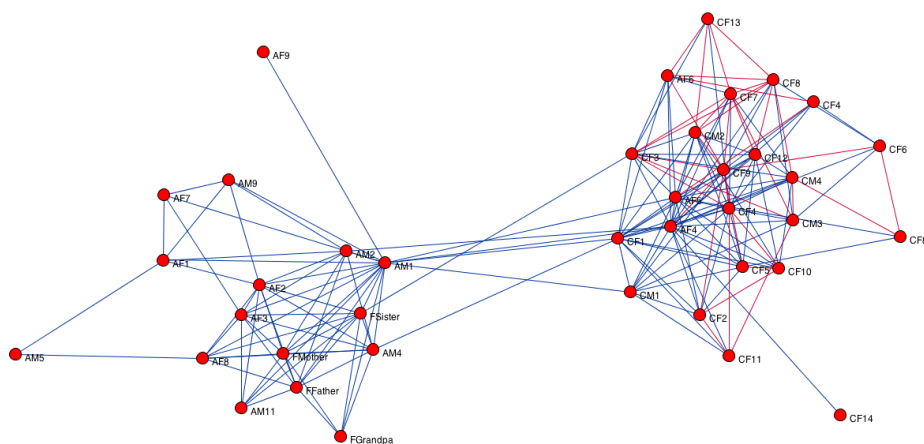 CF13
AF9
AF6
CF8
CF7
CF4
CM2
CF6
CF3
CF12
CF9
AM9
CM4
AF7
AF5
CF4
CM3
AF4
CF1
CF8
AM2
AF1
AM1
CF5
CF10
AF2
CM1
AF3
FSister
CF2
AM4
FMother
AM5
AF8
CF11
FFather
AM11
CF14
FGrandpa